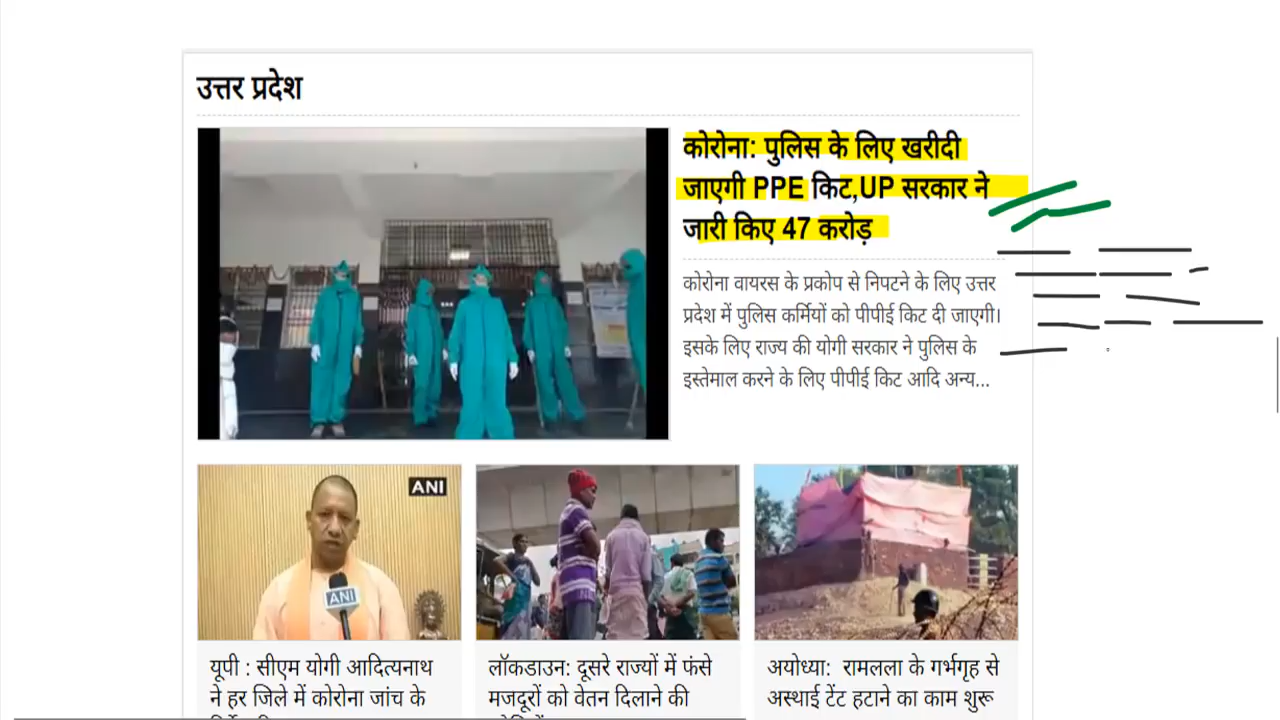 उत्तर प्रदेश
कोरोना: पुलिस के लिए खरीदी
जाएगी PPE किट,UP सरकार ने
जारी किए 47 करोड़
कोरोना वायरस के प्रकोप से निपटने के लिए उत्तर
प्रदेश में पुलिस कर्मियों को पीपीई किट दी जाएगी।
इसके लिए राज्य की योगी सरकार ने पुलिस के
इस्तेमाल करने के लिए पीपीई किट आदि अन्य...
ANI
ANI
यूपी : सीएम योगी आदित्यनाथ
ने हर जिले में कोरोना जांच के
लॉकडाउन: दूसरे राज्यों में फंसे
मजदूरों को वेतन दिलाने की
अयोध्या: रामलला के गर्भगृह से
अस्थाई टेंट हटाने का काम शुरू